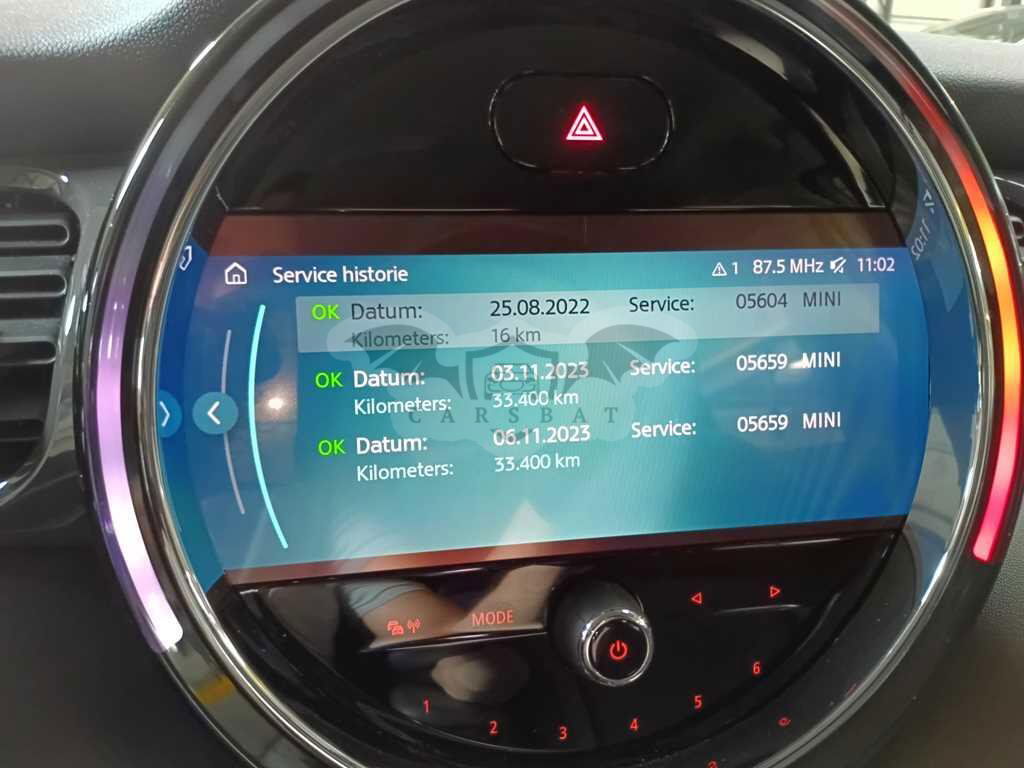 Service historie
1 87.5 MHz 11:02
11:02
OK Datum: 25.08.2022 Service: 05604 MINI
Kilometers: 16 km
OK Datum: 03.11.2023 Service: 05659 MINI
Kilometers: 33.400 km
CARSBAT
OK Datum: 06.11.2023 Service: 05659 MINI
Kilometers: 33.400 km
MODE
1 2 3 4 5 6